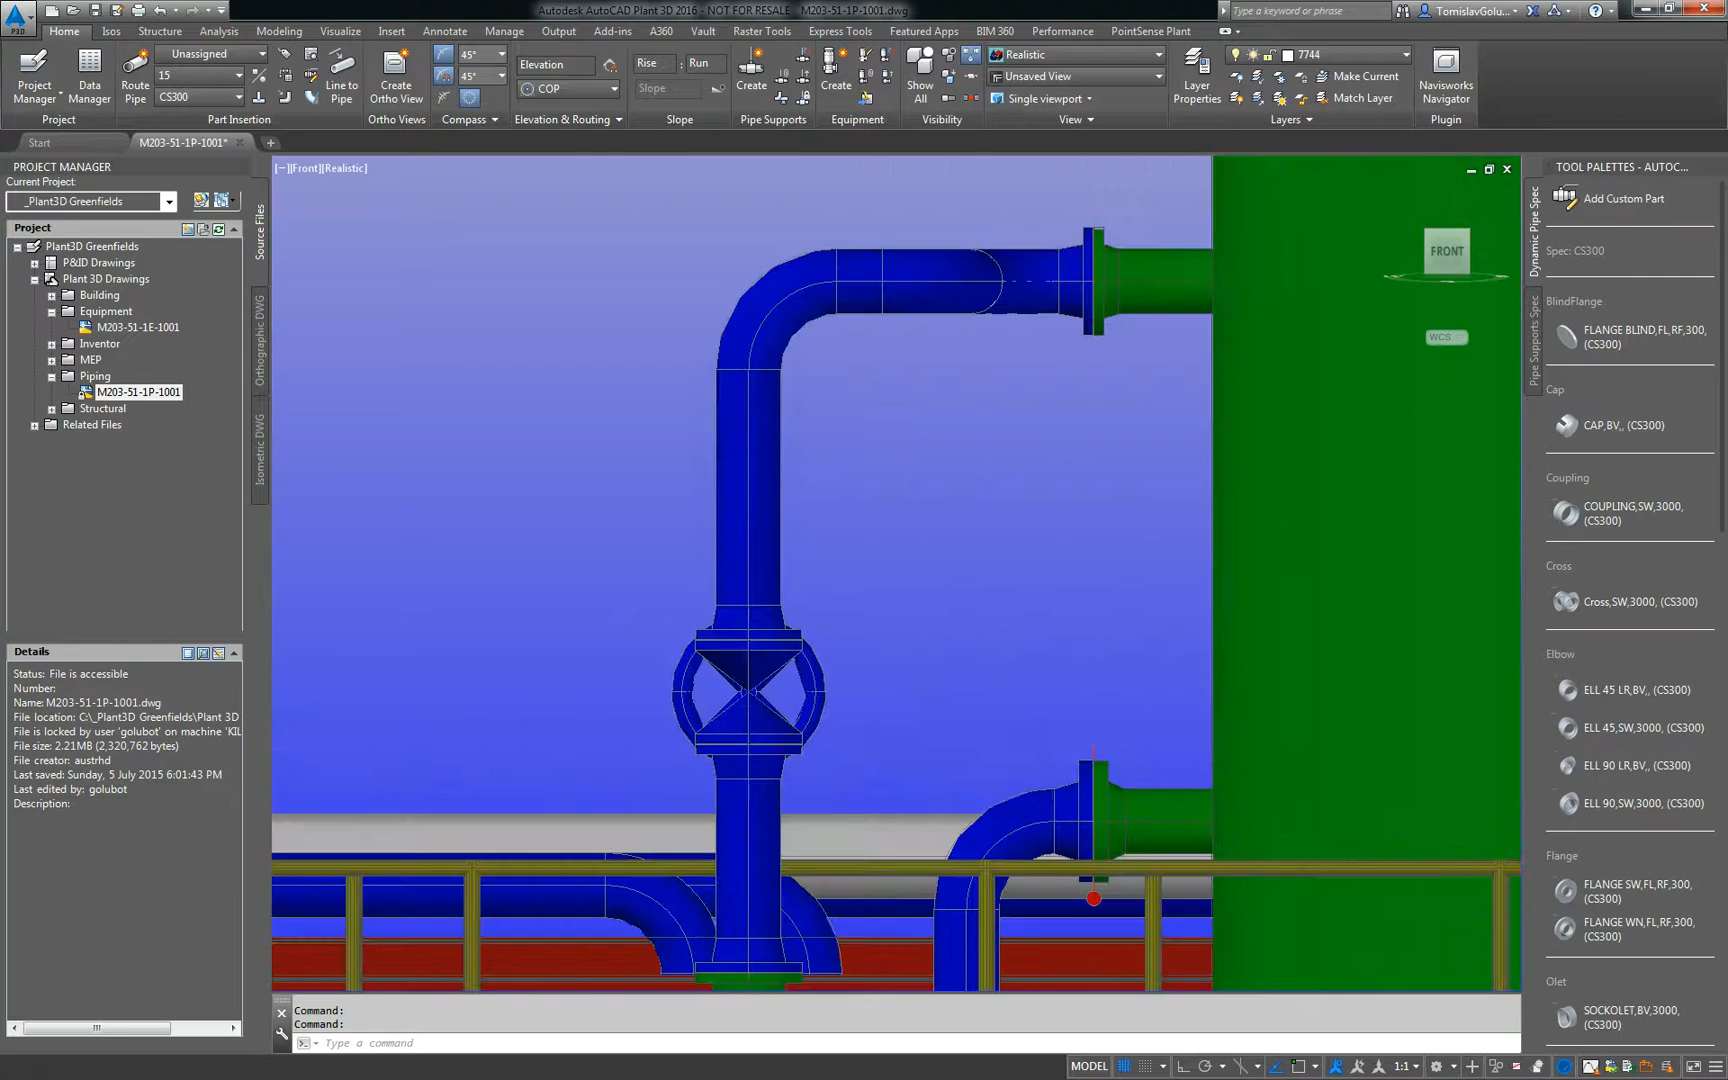 Autodesk AutoCAD Plant 3D 2016 - NOT FOR RESALE    M203-51-1P-1001.dwg
Type a keyword or phrase
TomislavGolu...
P3D
Home Isos Structure Analysis Modeling Visualize Insert Annotate Manage Output Add-ins A360 Vault Raster Tools Express Tools Featured Apps BIM 360 Performance PointSense Plant
Project Manager
Data Manager
Project
Route Pipe
Unassigned
15
CS300
Line to Pipe
Part Insertion
Create Ortho View
Ortho Views
45°
45°
Compass
Elevation
COP
Elevation & Routing
Rise : Run
Slope
Slope
Create
Pipe Supports
Create
Equipment
Show All
Visibility
Realistic
Unsaved View
Single viewport
View
Layer Properties
7744
Make Current
Match Layer
Layers
Navisworks Navigator
Plugin
Start
M203-51-1P-1001*
PROJECT MANAGER
Current Project:
_Plant3D Greenfields
Project
Plant3D Greenfields
P&ID Drawings
Plant 3D Drawings
Building
Equipment
M203-51-1E-1001
Inventor
MEP
Piping
M203-51-1P-1001
Structural
Related Files
Source Files
Orthographic DWG
Isometric DWG
Details
Status: File is accessible
Number:
Name: M203-51-1P-1001.dwg
File location: C:\_Plant3D Greenfields\Plant 3D
File is locked by user 'golubot' on machine 'KIL
File size: 2.21MB (2,320,762 bytes)
File creator: austrhd
Last saved: Sunday, 5 July 2015 6:01:43 PM
Last edited by: golubot
Description:
[−][Front][Realistic]
FRONT
WCS
Command:
Command:
Type a command
MODEL
1:1
TOOL PALETTES - AUTOC...
Dynamic Pipe Spec
Pipe Supports Spec
Add Custom Part
Spec: CS300
BlindFlange
FLANGE BLIND,FL,RF,300,
(CS300)
Cap
CAP,BV,, (CS300)
Coupling
COUPLING,SW,3000,
(CS300)
Cross
Cross,SW,3000, (CS300)
Elbow
ELL 45 LR,BV,, (CS300)
ELL 45,SW,3000, (CS300)
ELL 90 LR,BV,, (CS300)
ELL 90,SW,3000, (CS300)
Flange
FLANGE SW,FL,RF,300,
(CS300)
FLANGE WN,FL,RF,300,
(CS300)
Olet
SOCKOLET,BV,3000,
(CS300)